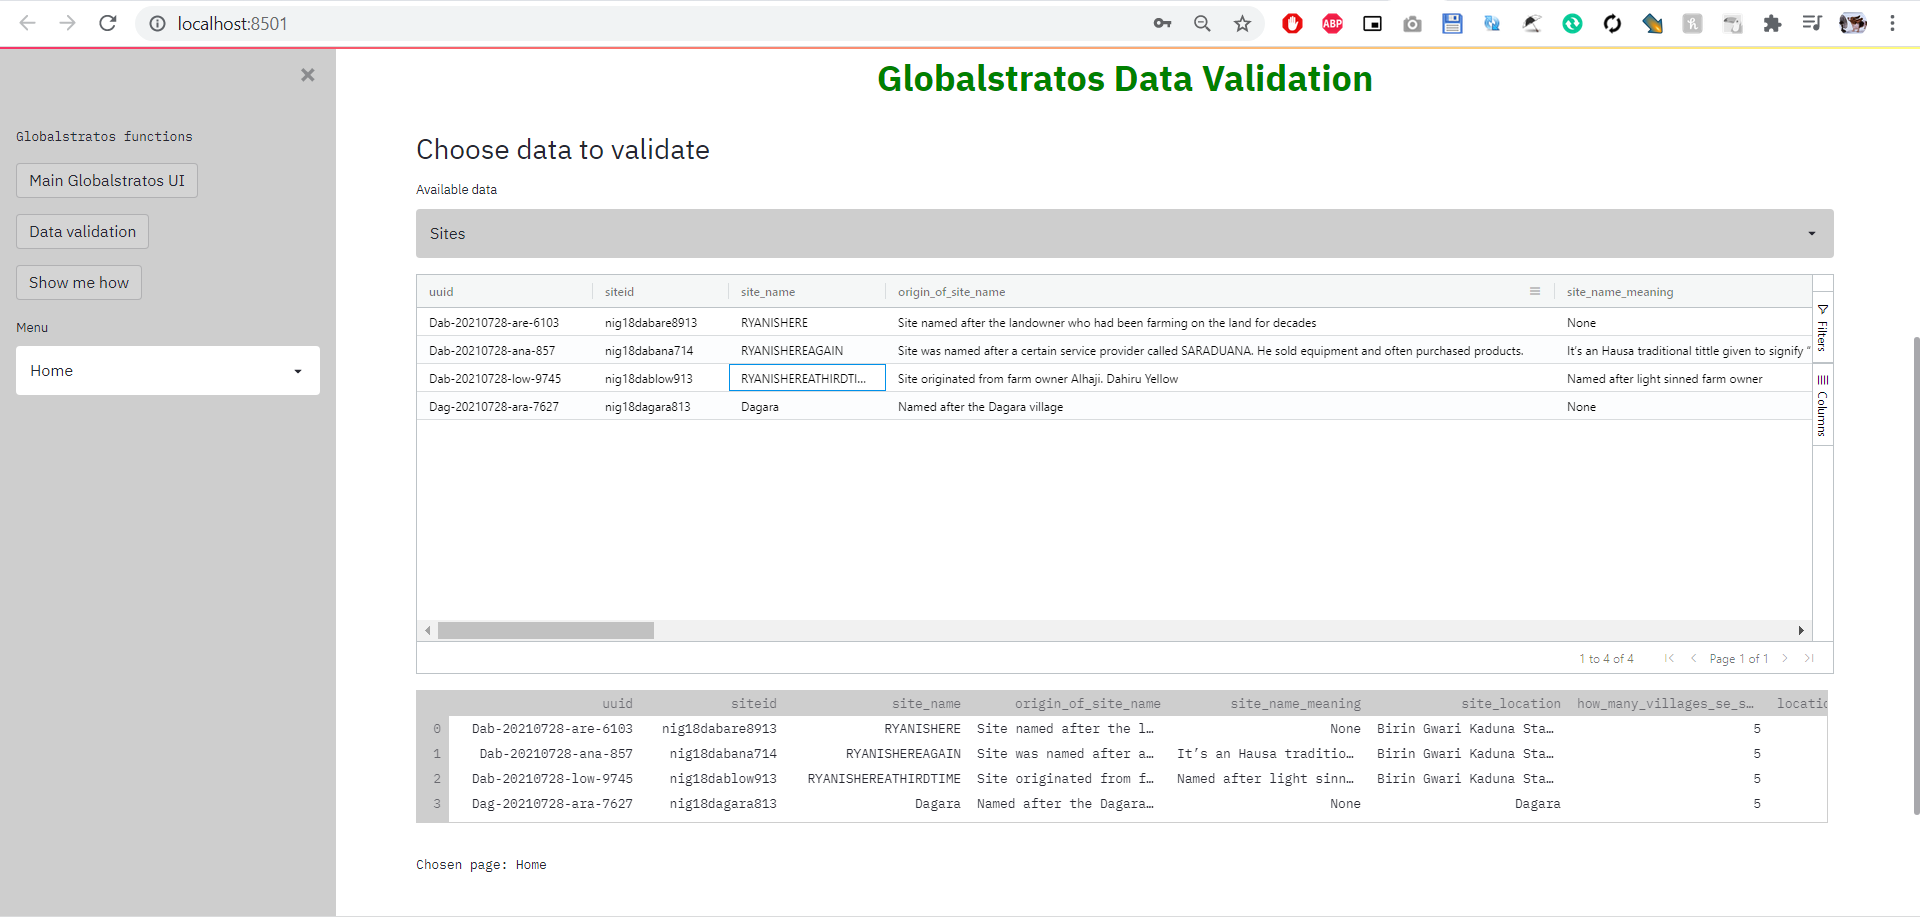 localhost:8501
ABP
Globalstratos functions
Main Globalstratos UI
Data validation
Show me how
Menu
Home
Globalstratos Data Validation
Choose data to validate
Available data
Sites
uuid siteid site_name origin_of_site_name site_name_meaning
Dab-20210728-are-6103 nig18dabare8913 RYANISHERE Site named after the landowner who had been farming on the land for decades None
Dab-20210728-ana-857 nig18dabana714 RYANISHEREAGAIN Site was named after a certain service provider called SARADUANA. He sold equipment and often purchased products. It's an Hausa traditional tittle given to signify "
Dab-20210728-low-9745 nig18dablow913 RYANISHEREATHIRDTI... Site originated from farm owner Alhaji. Dahiru Yellow Named after light sinned farm owner
Dag-20210728-ara-7627 nig18dagara813 Dagara Named after the Dagara village None
Filters
Columns
1 to 4 of 4 Page 1 of 1
uuid siteid site_name origin_of_site_name site_name_meaning site_location how_many_villages_se_s… locatio
0 Dab-20210728-are-6103 nig18dabare8913 RYANISHERE Site named after the l… None Birin Gwari Kaduna Sta… 5
1 Dab-20210728-ana-857 nig18dabana714 RYANISHEREAGAIN Site was named after a… It’s an Hausa traditio… Birin Gwari Kaduna Sta… 5
2 Dab-20210728-low-9745 nig18dablow913 RYANISHEREATHIRDTIME Site originated from f… Named after light sinn… Birin Gwari Kaduna Sta… 5
3 Dag-20210728-ara-7627 nig18dagara813 Dagara Named after the Dagara… None Dagara 5
Chosen page: Home